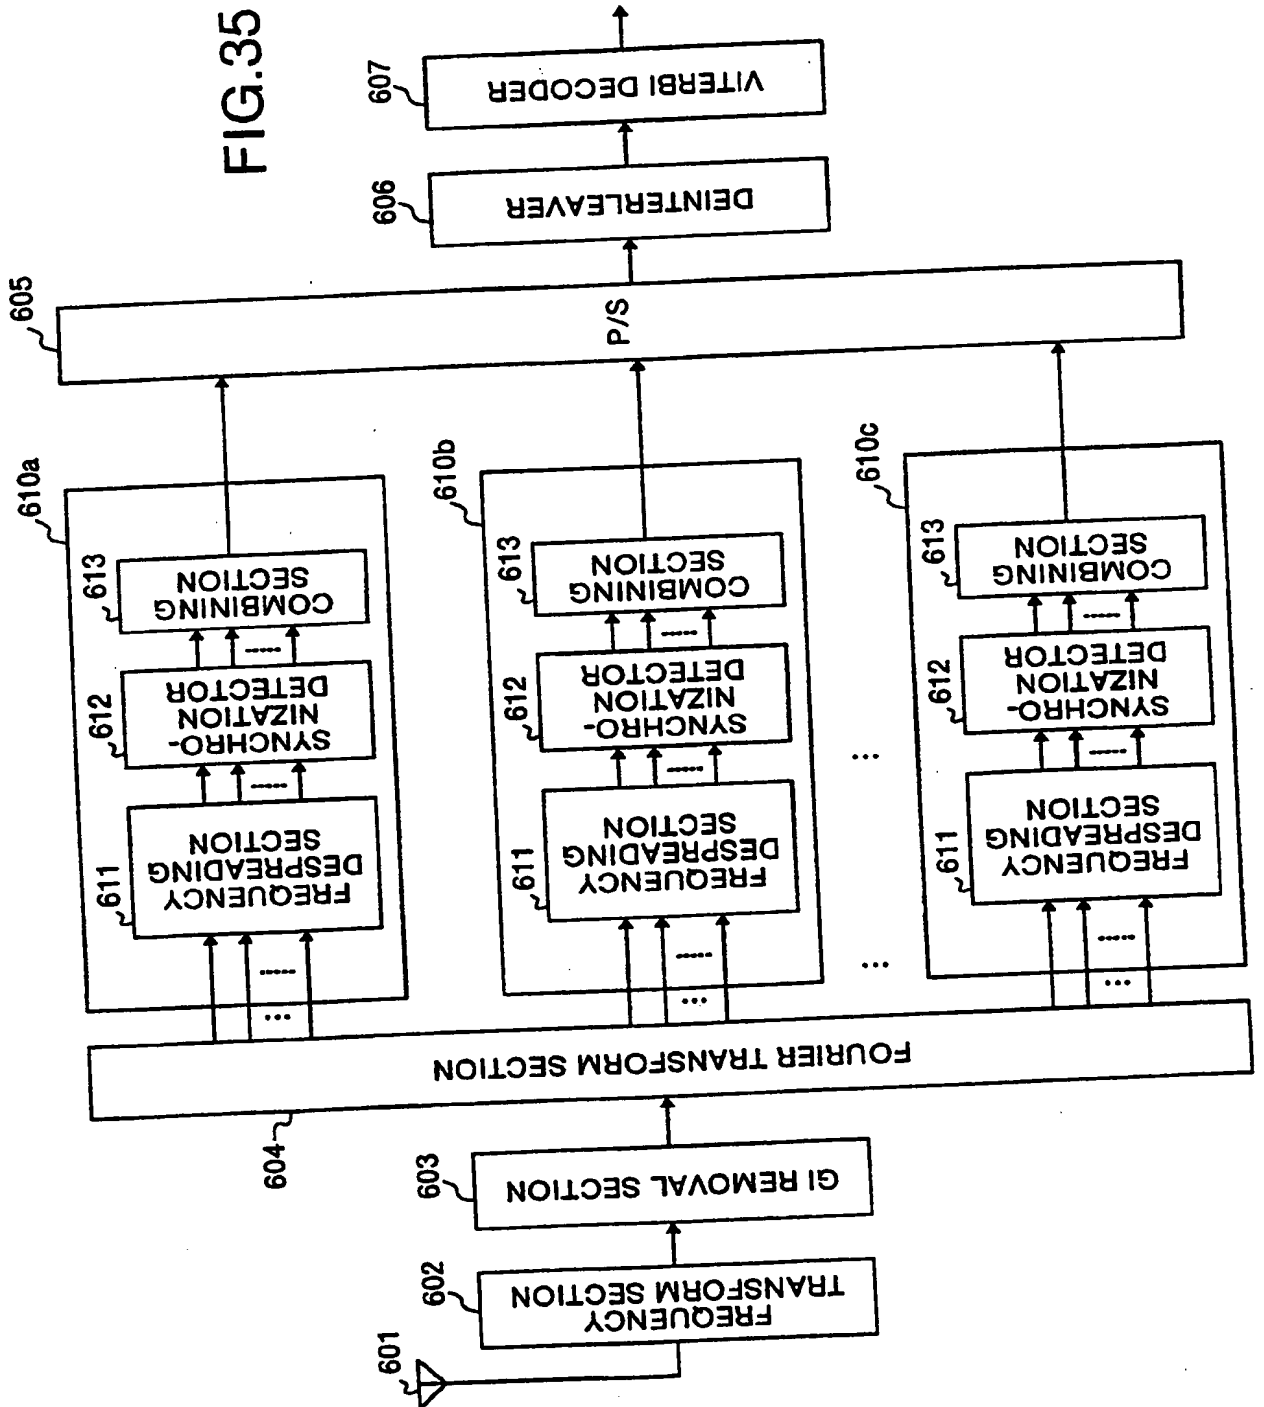 FIG.35
601
602
FREQUENCY
TRANSFORM SECTION
603
GI REMOVAL SECTION
604
FOURIER TRANSFORM SECTION
610a
611
FREQUENCY
DESPREADING
SECTION
612
SYNCHRO-
NIZATION
DETECTOR
613
COMBINING
SECTION
610b
611
FREQUENCY
DESPREADING
SECTION
612
SYNCHRO-
NIZATION
DETECTOR
613
COMBINING
SECTION
610c
611
FREQUENCY
DESPREADING
SECTION
612
SYNCHRO-
NIZATION
DETECTOR
613
COMBINING
SECTION
605
P/S
606
DEINTERLEAVER
607
VITERBI DECODER